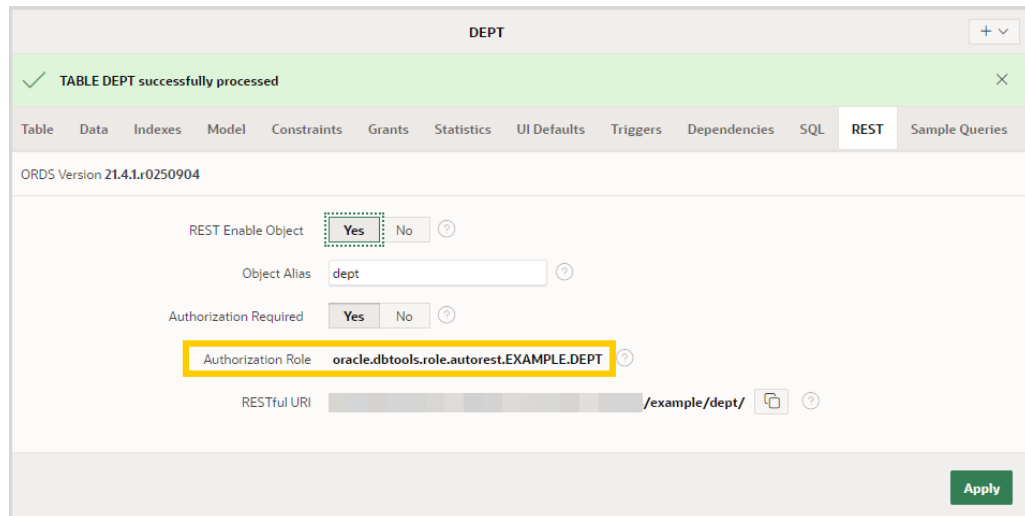 DEPT
TABLE DEPT successfully processed
Table Data Indexes Model Constraints Grants Statistics UI Defaults Triggers Dependencies SQL REST Sample Queries
ORDS Version 21.4.1.r0250904
REST Enable Object Yes No ?
Object Alias dept ?
Authorization Required Yes No ?
Authorization Role oracle.dbtools.role.autorest.EXAMPLE.DEPT ?
RESTful URI /example/dept/ ?
Apply